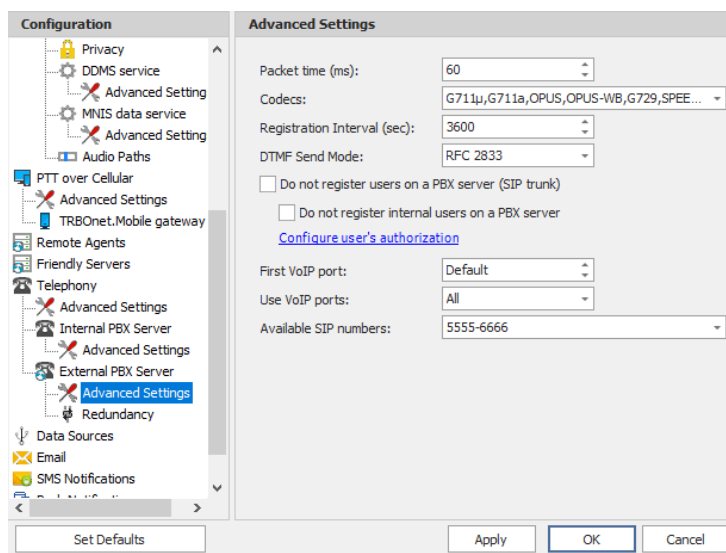 Configuration
Privacy
DDMS service
Advanced Setting
MNIS data service
Advanced Setting
Audio Paths
PTT over Cellular
Advanced Settings
TRBOnet.Mobile gateway
Remote Agents
Friendly Servers
Telephony
Advanced Settings
Internal PBX Server
Advanced Settings
External PBX Server
Advanced Settings
Redundancy
Data Sources
Email
SMS Notifications
Set Defaults
Advanced Settings
Packet time (ms): 60
Codecs: G711µ,G711a,OPUS,OPUS-WB,G729,SPEE...
Registration Interval (sec): 3600
DTMF Send Mode: RFC 2833
Do not register users on a PBX server (SIP trunk)
Do not register internal users on a PBX server
Configure user's authorization
First VoIP port: Default
Use VoIP ports: All
Available SIP numbers: 5555-6666
Apply OK Cancel